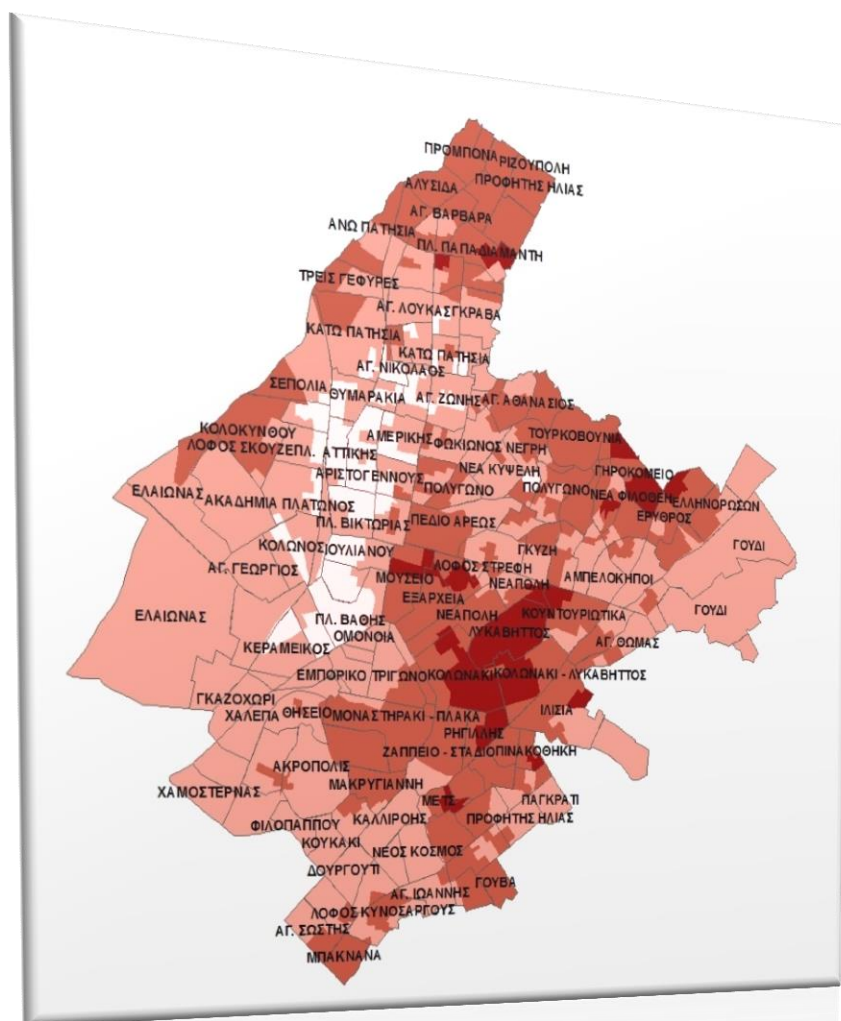 ΠΡΟΜΠΟΝΑ
ΡΙΖΟΥΠΟΛΗ
ΑΛΥΣΙΔΑ
ΠΡΟΦΗΤΗΣ ΗΛΙΑΣ
ΑΓ. ΒΑΡΒΑΡΑ
ΑΝΩ ΠΑΤΗΣΙΑ
ΠΛ. ΠΑΠΑΔΙΑΜΑΝΤΗ
ΤΡΕΙΣ ΓΕΦΥΡΕΣ
ΑΓ. ΛΟΥΚΑΣ
ΓΚΡΑΒΑ
ΚΑΤΩ ΠΑΤΗΣΙΑ
ΚΑΤΩ ΠΑΤΗΣΙΑ
ΑΓ. ΝΙΚΟΛΑΟΣ
ΣΕΠΟΛΙΑ
ΘΥΜΑΡΑΚΙΑ
ΑΓ. ΖΩΝΗΣ
ΑΓ. ΑΘΑΝΑΣΙΟΣ
ΚΟΛΟΚΥΝΘΟΥ
ΛΟΦΟΣ ΣΚΟΥΖΕ
ΠΛ. ΑΤΤΙΚΗΣ
ΑΜΕΡΙΚΗΣ
ΦΩΚΙΩΝΟΣ ΝΕΓΡΗ
ΤΟΥΡΚΟΒΟΥΝΙΑ
ΑΡΙΣΤΟΓΕΝΝΟΥΣ
ΝΕΑ ΚΥΨΕΛΗ
ΓΗΡΟΚΟΜΕΙΟ
ΕΛΑΙΩΝΑΣ
ΑΚΑΔΗΜΙΑ ΠΛΑΤΩΝΟΣ
ΠΟΛΥΓΩΝΟ
ΠΟΛΥΓΩΝΟ
ΝΕΑ ΦΙΛΟΘΕΗ
ΕΛΛΗΝΟΡΩΣΩΝ
ΕΡΥΘΡΟΣ
ΠΛ. ΒΙΚΤΩΡΙΑΣ
ΠΕΔΙΟ ΑΡΕΩΣ
ΚΟΛΩΝΟΣ
ΙΟΥΛΙΑΝΟΥ
ΓΚΥΖΗ
ΓΟΥΔΙ
ΑΓ. ΓΕΩΡΓΙΟΣ
ΜΟΥΣΕΙΟ
ΛΟΦΟΣ ΣΤΡΕΦΗ
ΝΕΑΠΟΛΗ
ΑΜΠΕΛΟΚΗΠΟΙ
ΕΞΑΡΧΕΙΑ
ΕΛΑΙΩΝΑΣ
ΠΛ. ΒΑΘΗΣ
ΝΕΑΠΟΛΗ
ΚΟΥΝΤΟΥΡΙΩΤΙΚΑ
ΓΟΥΔΙ
ΟΜΟΝΟΙΑ
ΛΥΚΑΒΗΤΤΟΣ
ΑΓ. ΘΩΜΑΣ
ΚΕΡΑΜΕΙΚΟΣ
ΕΜΠΟΡΙΚΟ ΤΡΙΓΩΝΟ
ΚΟΛΩΝΑΚΙ
ΚΟΛΩΝΑΚΙ - ΛΥΚΑΒΗΤΤΟΣ
ΓΚΑΖΟΧΩΡΙ
ΧΑΛΕΠΑ
ΘΗΣΕΙΟ
ΜΟΝΑΣΤΗΡΑΚΙ - ΠΛΑΚΑ
ΙΛΙΣΙΑ
ΡΗΓΙΛΛΗΣ
ΖΑΠΠΕΙΟ - ΣΤΑΔΙΟ
ΠΙΝΑΚΟΘΗΚΗ
ΑΚΡΟΠΟΛΙΣ
ΜΑΚΡΥΓΙΑΝΝΗ
ΧΑΜΟΣΤΕΡΝΑΣ
ΜΕΤΣ
ΠΑΓΚΡΑΤΙ
ΦΙΛΟΠΑΠΠΟΥ
ΚΑΛΛΙΡΟΗΣ
ΠΡΟΦΗΤΗΣ ΗΛΙΑΣ
ΚΟΥΚΑΚΙ
ΝΕΟΣ ΚΟΣΜΟΣ
ΔΟΥΡΓΟΥΤΙ
ΓΟΥΒΑ
ΑΓ. ΙΩΑΝΝΗΣ
ΛΟΦΟΣ ΚΥΝΟΣΑΡΓΟΥΣ
ΑΓ. ΣΩΣΤΗΣ
ΜΠΑΚΝΑΝΑ